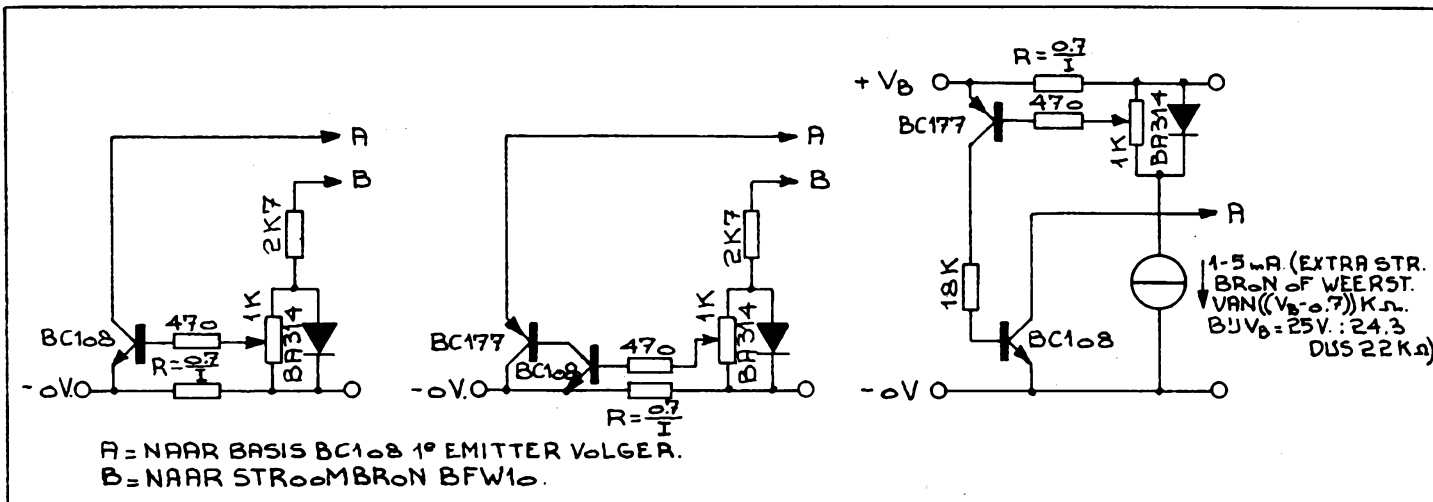 A
B
2K7
1K
BA314
470
BC108
R=0.7/I
-0V.
A
B
2K7
1K
BA314
470
BC177
BC108
-0V.
R=0.7/I
R=0.7/I
+VB
470
BC177
1K
BA314
A
18K
BC108
1-5mA.(EXTRA STR.
BRON OF WEERST.
VAN((VB-0.7))KΩ.
BIJ VB=25V.:24.3
DUS 22KΩ)
-0V
A=NAAR BASIS BC108 1e EMITTER VOLGER.
B=NAAR STROOMBRON BFW10.